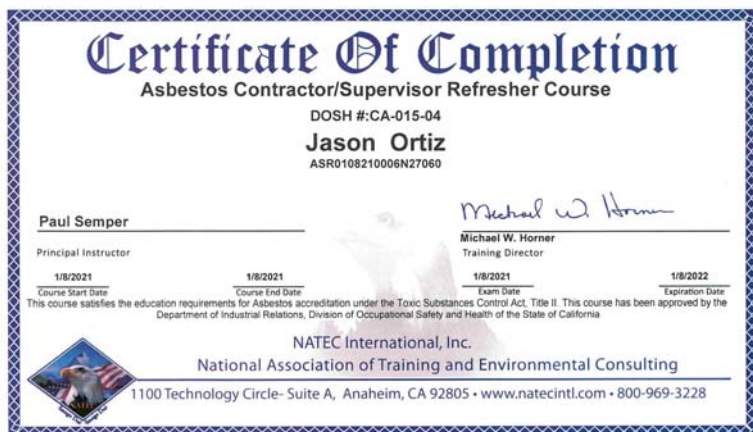 Certificate Of Completion
Asbestos Contractor/Supervisor Refresher Course
DOSH #:CA-015-04
Jason Ortiz
ASR0108210006N27060
Paul Semper
Principal Instructor
Michael W. Horner
Michael W. Horner
Training Director
1/8/2021 1/8/2021 1/8/2021 1/8/2022
Course Start Date Course End Date Exam Date Expiration Date
This course satisfies the education requirements for Asbestos accreditation under the Toxic Substances Control Act, Title II. This course has been approved by the
Department of Industrial Relations, Division of Occupational Safety and Health of the State of California
NATEC International, Inc.
National Association of Training and Environmental Consulting
1100 Technology Circle- Suite A, Anaheim, CA 92805 • www.natecintl.com • 800-969-3228